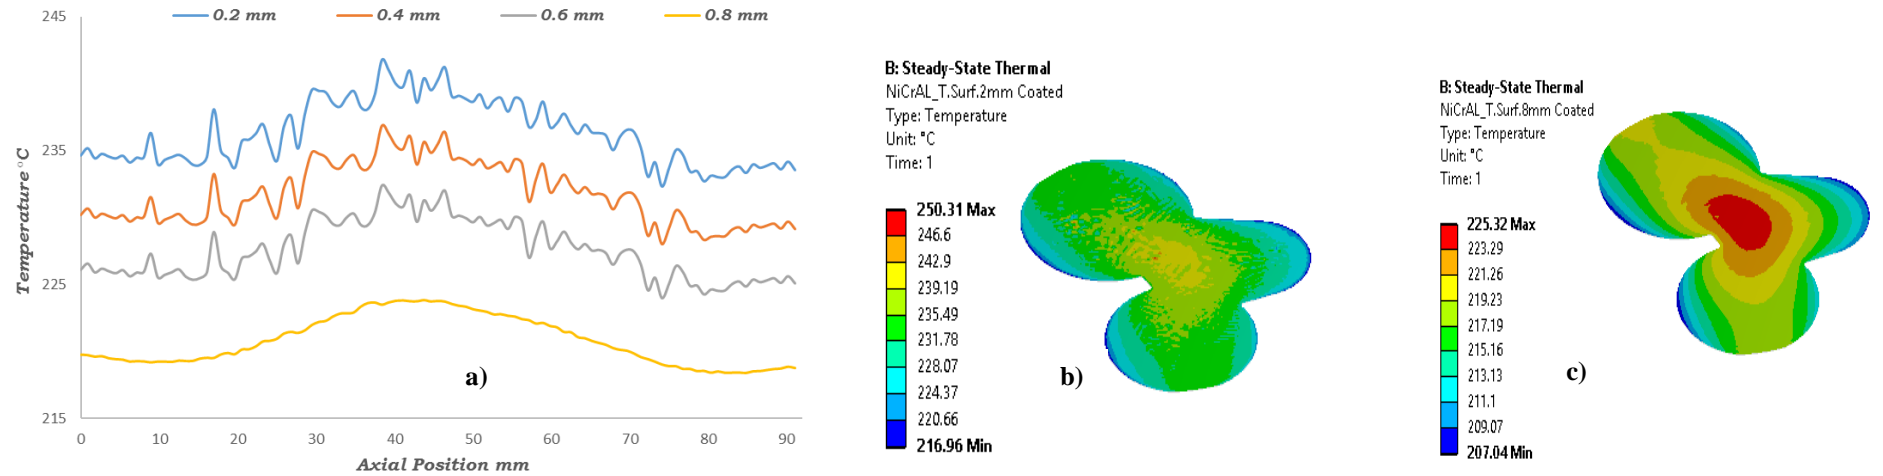 245
235
225
215
Temperature °C
0.2 mm 0.4 mm 0.6 mm 0.8 mm
a)
0 10 20 30 40 50 60 70 80 90
Axial Position mm
B: Steady-State Thermal
NiCrAL_T.Surf.2mm Coated
Type: Temperature
Unit: °C
Time: 1
250.31 Max
246.6
242.9
239.19
235.49
231.78
228.07
224.37
220.66
216.96 Min
b)
B: Steady-State Thermal
NiCrAL_T.Surf.8mm Coated
Type: Temperature
Unit: °C
Time: 1
225.32 Max
223.29
221.26
219.23
217.19
215.16
213.13
211.1
209.07
207.04 Min
c)